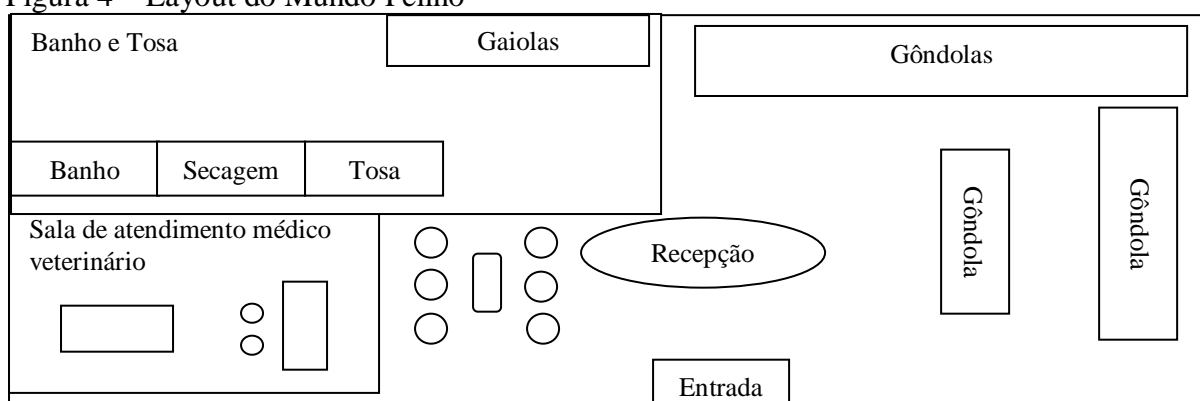 Figura 4 – Layout do Mundo Felino
Banho e Tosa
Gaiolas
Gôndolas
Banho
Secagem
Tosa
Gôndola
Gôndola
Sala de atendimento médico
veterinário
Recepção
Entrada